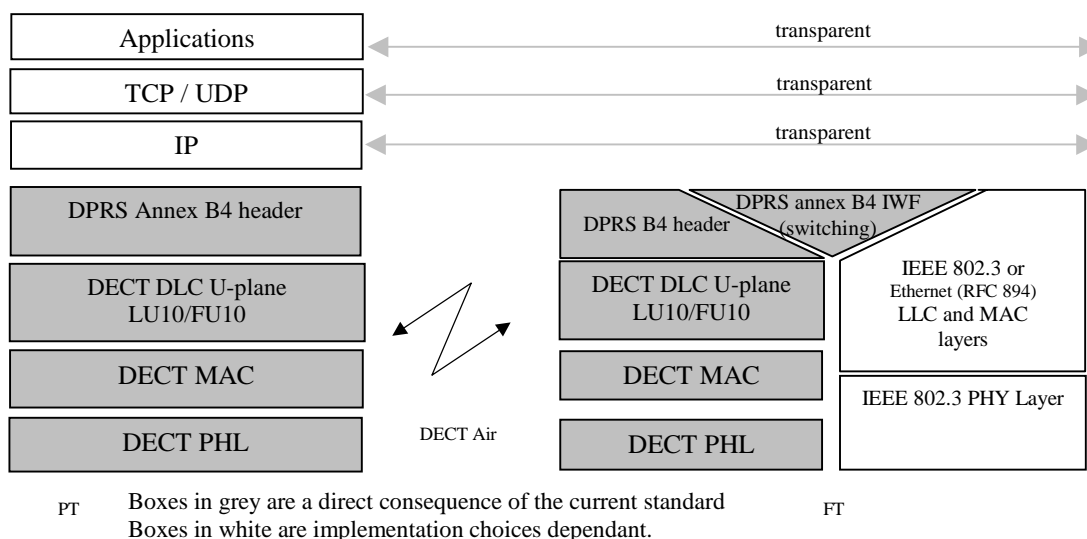 Applications
transparent
TCP / UDP
transparent
IP
transparent
DPRS Annex B4 header
DECT DLC U-plane
LU10/FU10
DECT MAC
DECT PHL
DECT Air
DPRS B4 header
DPRS annex B4 IWF
(switching)
DECT DLC U-plane
LU10/FU10
DECT MAC
DECT PHL
IEEE 802.3 or
Ethernet (RFC 894)
LLC and MAC
layers
IEEE 802.3 PHY Layer
PT
Boxes in grey are a direct consequence of the current standard
Boxes in white are implementation choices dependant.
FT